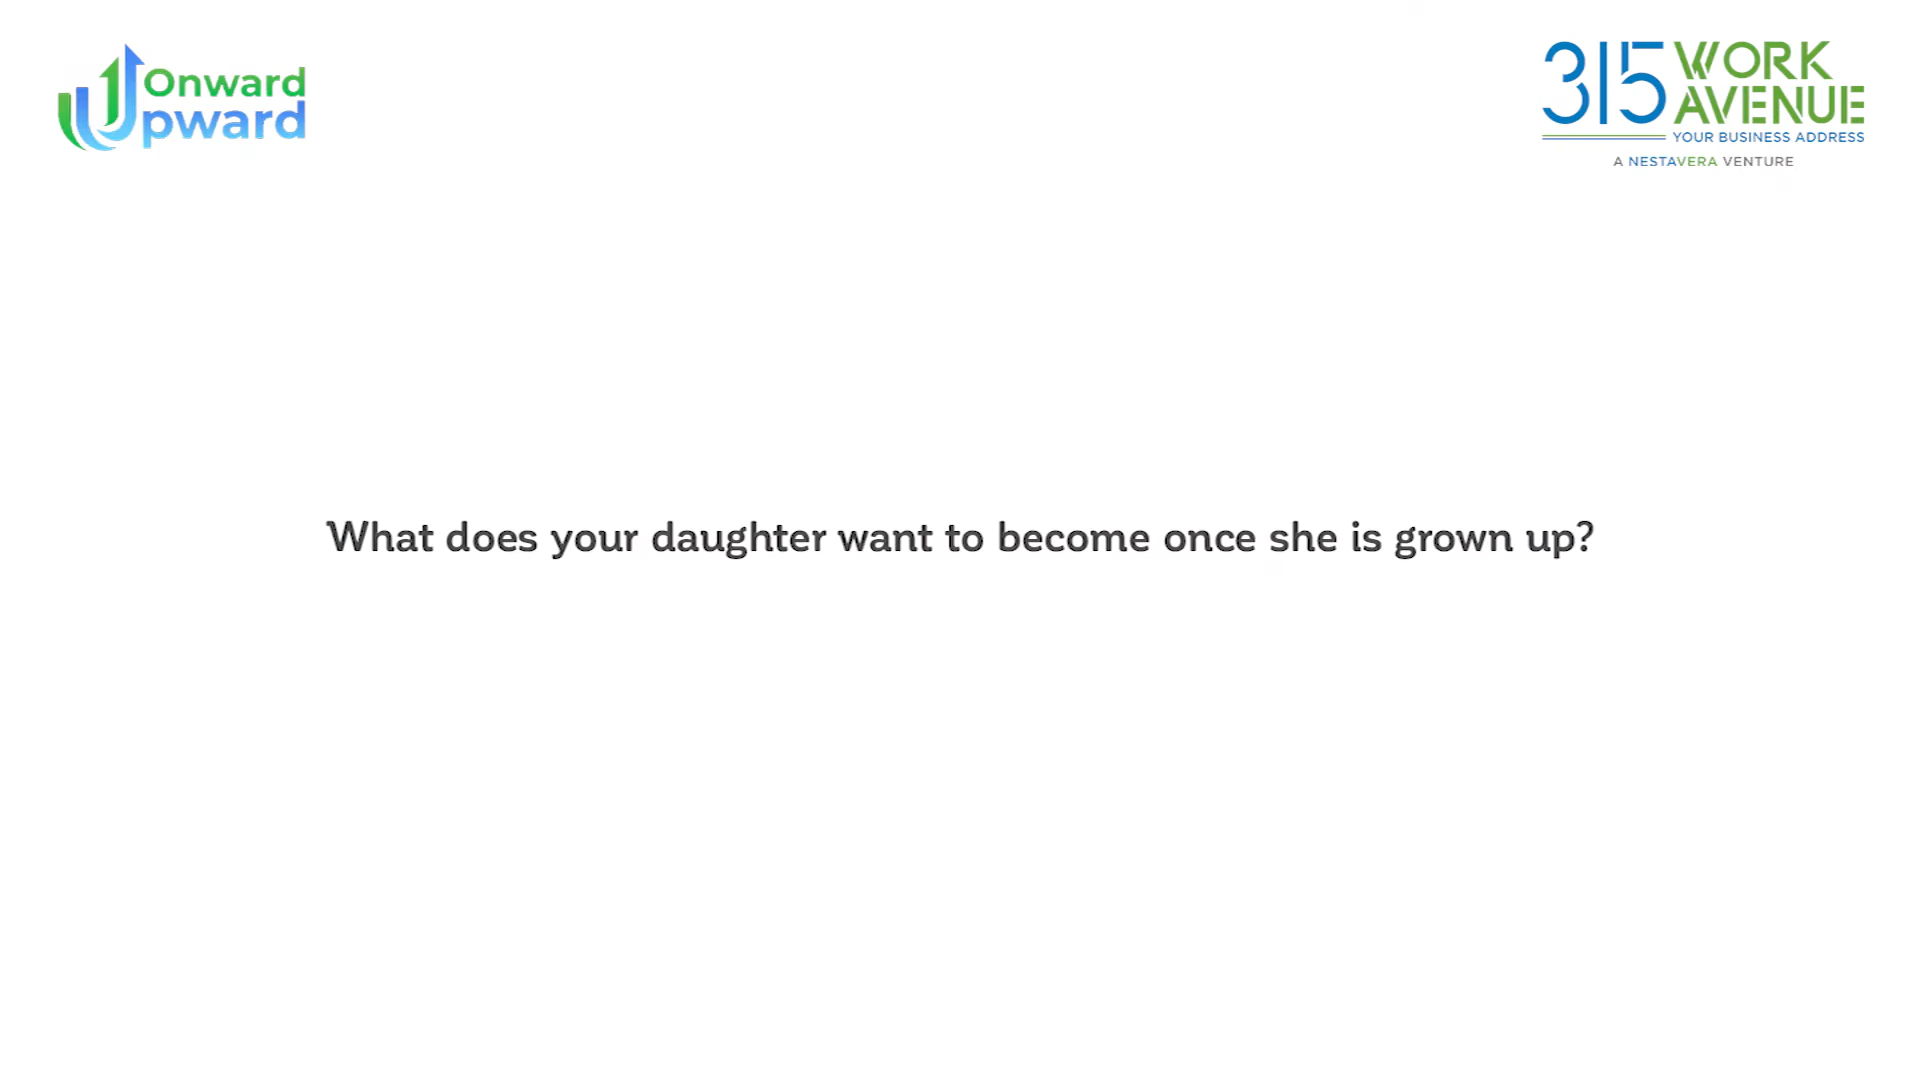 Onward
Upward
315 WORK
AVENUE
YOUR BUSINESS ADDRESS
A NESTAVERA VENTURE
What does your daughter want to become once she is grown up?